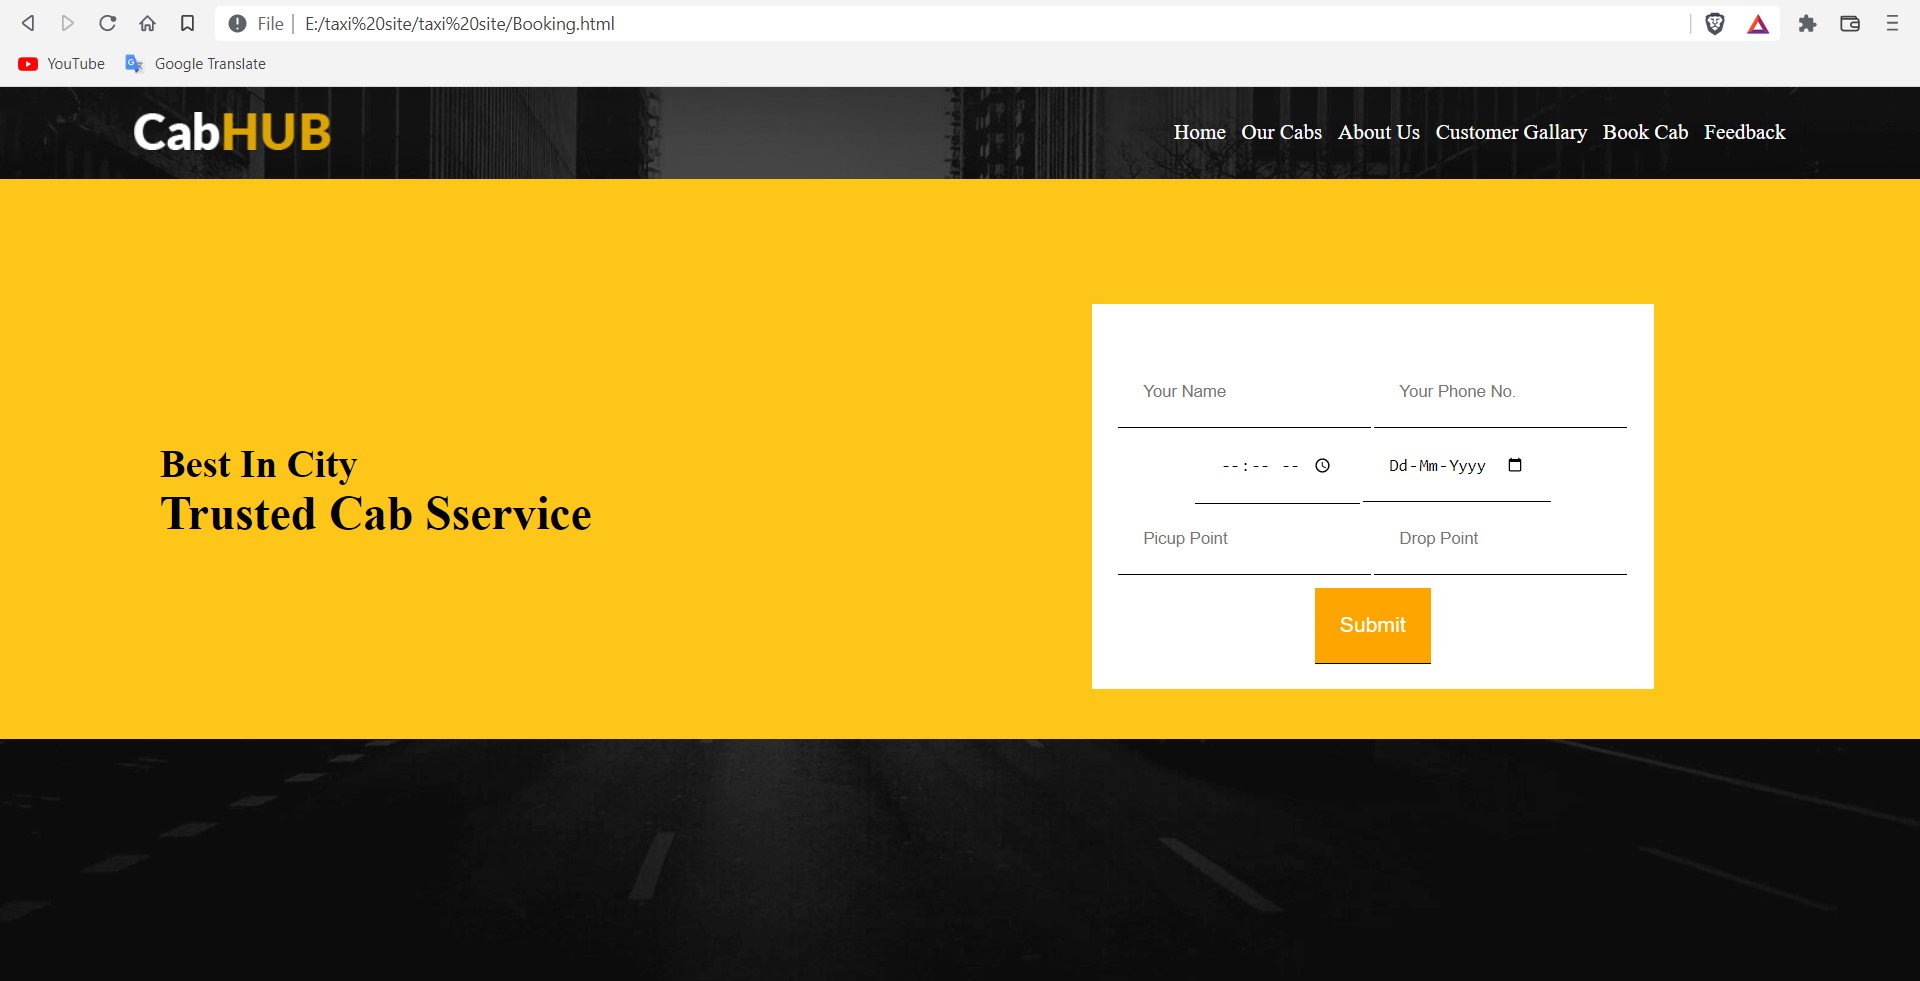 File | E:/taxi%20site/taxi%20site/Booking.html
YouTube Google Translate
CabHUB
Home Our Cabs About Us Customer Gallary Book Cab Feedback
Your Name Your Phone No.
--:-- -- Dd-Mm-Yyyy
Best In City
Trusted Cab Sservice
Picup Point Drop Point
Submit